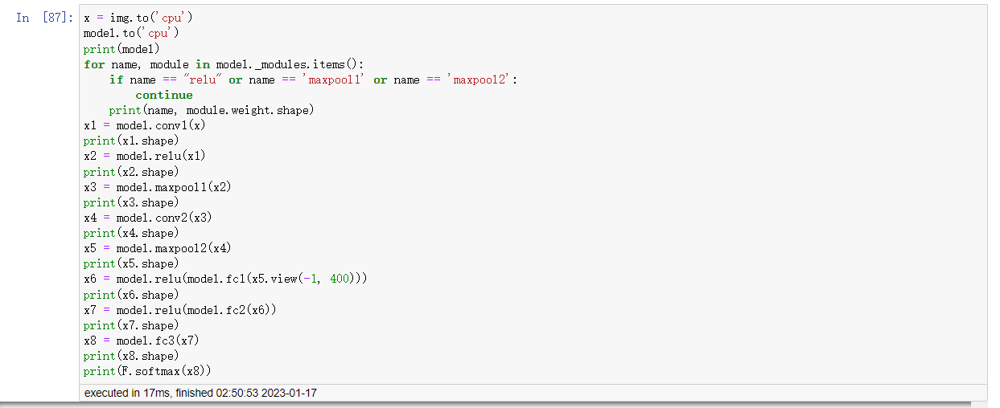 In [87]: x = img.to('cpu')
model.to('cpu')
print(model)
for name, module in model._modules.items():
    if name == "relu" or name == 'maxpool1' or name == 'maxpool2':
        continue
    print(name, module.weight.shape)
x1 = model.conv1(x)
print(x1.shape)
x2 = model.relu(x1)
print(x2.shape)
x3 = model.maxpool1(x2)
print(x3.shape)
x4 = model.conv2(x3)
print(x4.shape)
x5 = model.maxpool2(x4)
print(x5.shape)
x6 = model.relu(model.fc1(x5.view(-1, 400)))
print(x6.shape)
x7 = model.relu(model.fc2(x6))
print(x7.shape)
x8 = model.fc3(x7)
print(x8.shape)
print(F.softmax(x8))
executed in 17ms, finished 02:50:53 2023-01-17